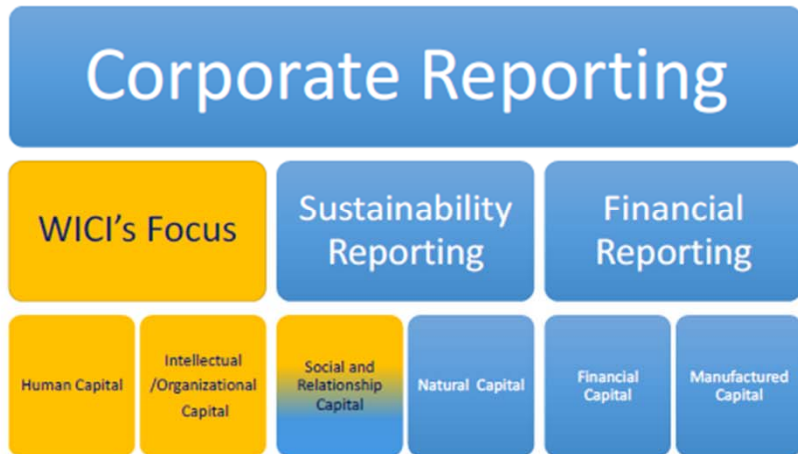 Corporate Reporting
WICI's Focus
Sustainability
Reporting
Financial
Reporting
Human Capital
Intellectual
/Organizational
Capital
Social and
Relationship
Capital
Natural Capital
Financial
Capital
Manufactured
Capital